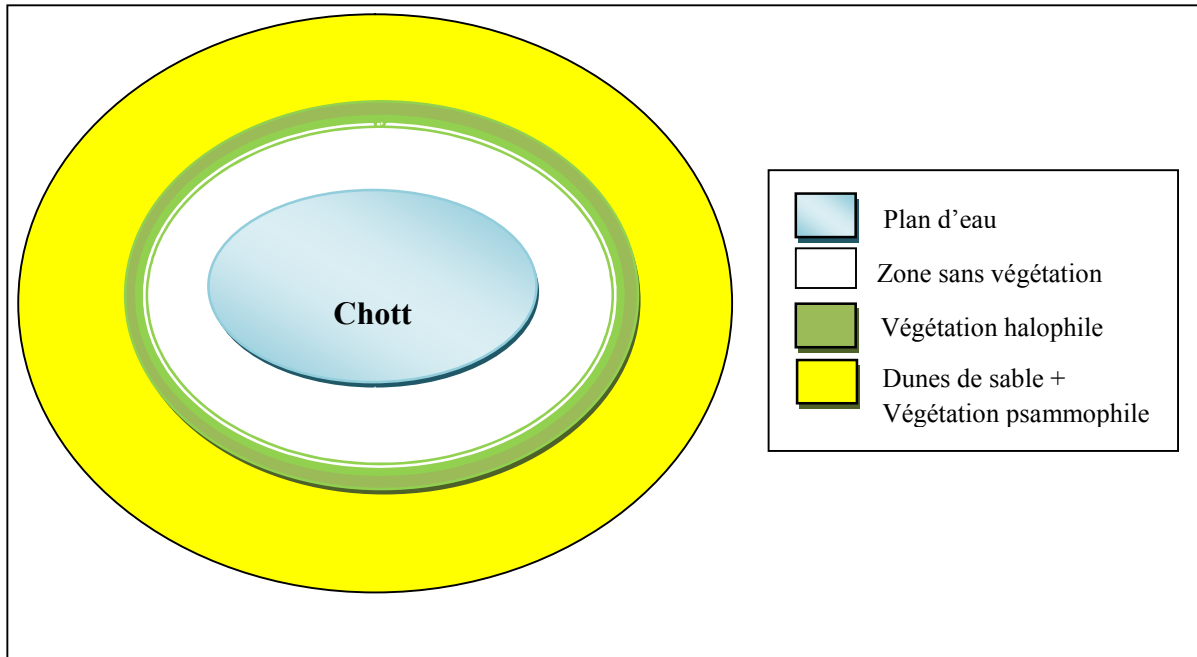 Chott
Plan d'eau
Zone sans végétation
Végétation halophile
Dunes de sable +
Végétation psammophile